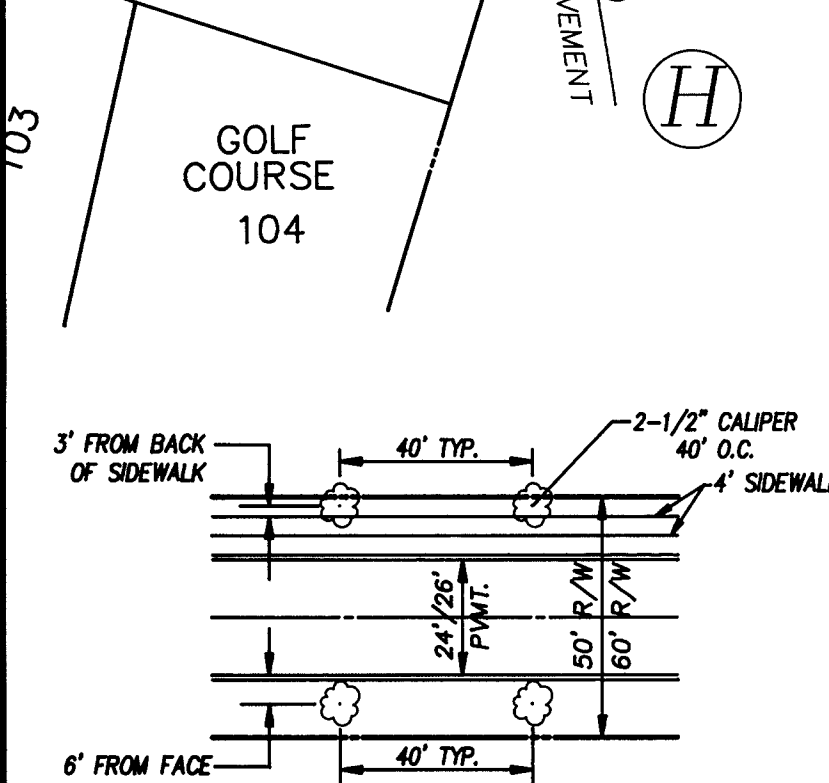 VEMENT
H
103
GOLF
COURSE
104
3' FROM BACK
OF SIDEWALK
40' TYP.
2-1/2" CALIPER
40' O.C.
4' SIDEWALK
24'/26'
PVMT.
50' R/W
60' R/W
6' FROM FACE
40' TYP.